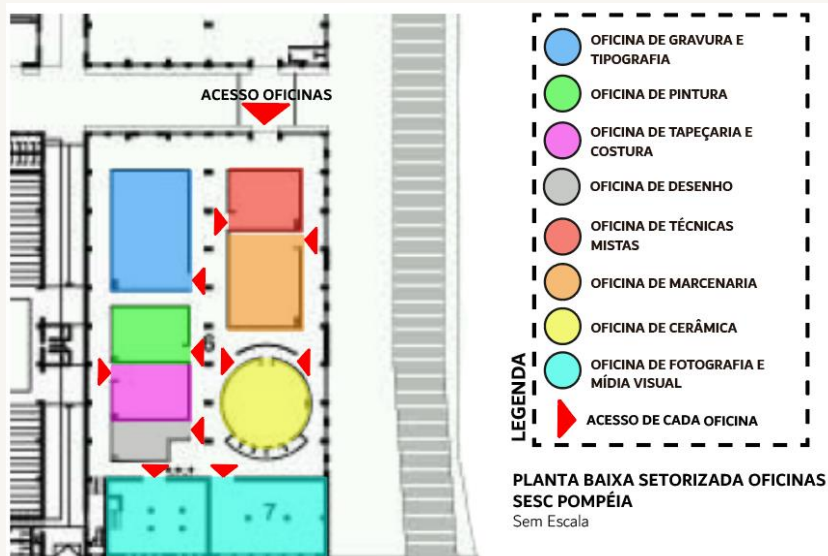 ACESSO OFICINAS
6
7
OFICINA DE GRAVURA E
TIPOGRAFIA
OFICINA DE PINTURA
OFICINA DE TAPEÇARIA E
COSTURA
OFICINA DE DESENHO
OFICINA DE TÉCNICAS
MISTAS
OFICINA DE MARCENARIA
OFICINA DE CERÂMICA
OFICINA DE FOTOGRAFIA E
MÍDIA VISUAL
ACESSO DE CADA OFICINA
LEGENDA
PLANTA BAIXA SETORIZADA OFICINAS
SESC POMPÉIA
Sem Escala